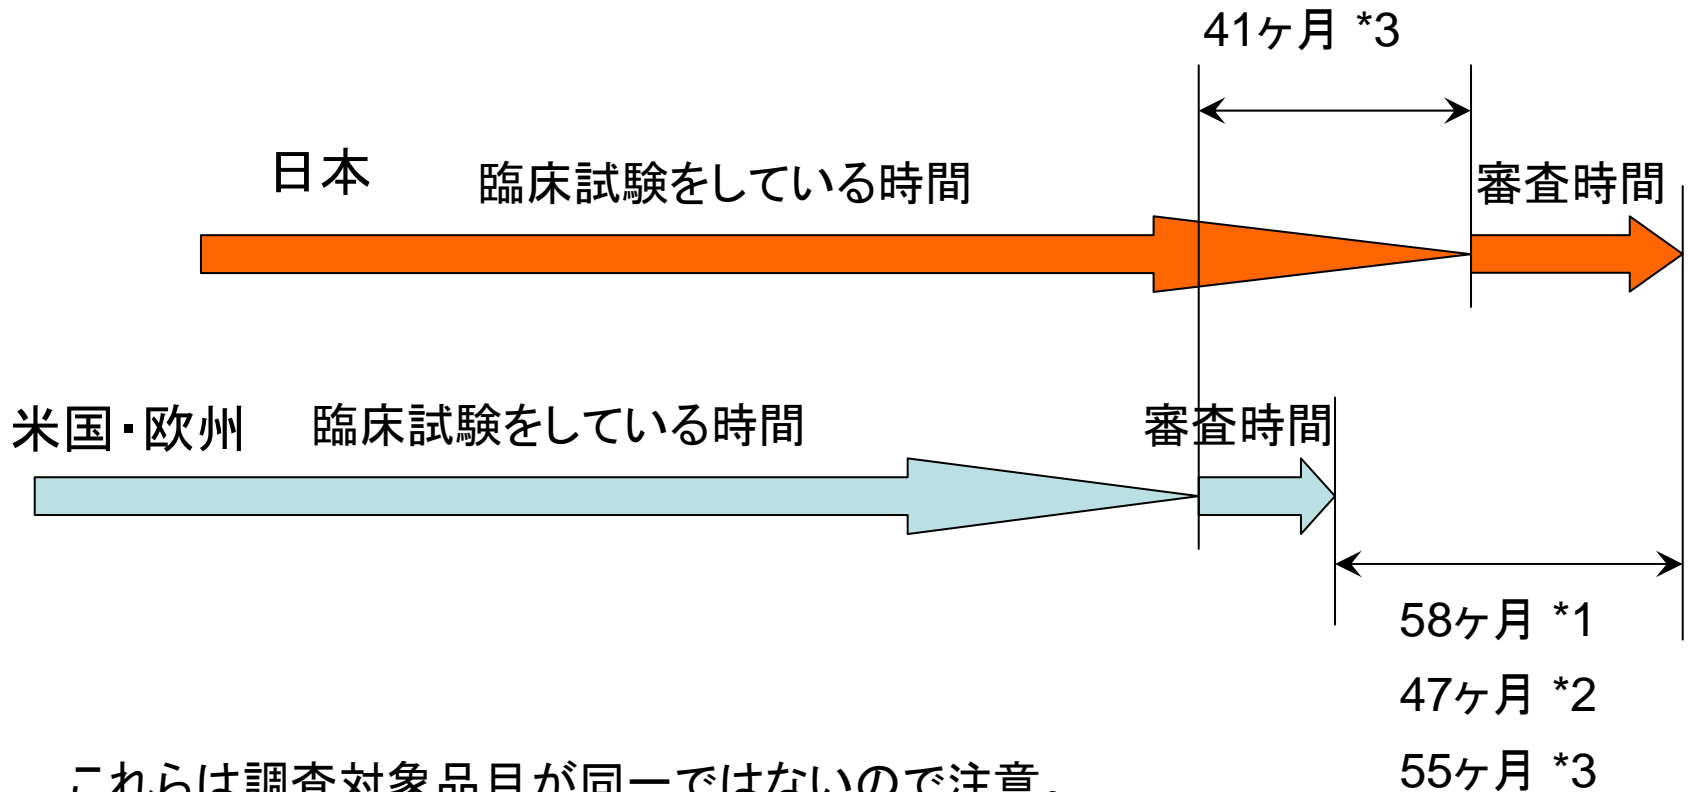 41ヶ月 *3
日本 臨床試験をしている時間 審査時間
米国・欧州 臨床試験をしている時間 審査時間
58ヶ月 *1
47ヶ月 *2
55ヶ月 *3
これらは調査対象品目が同一ではないので注意。